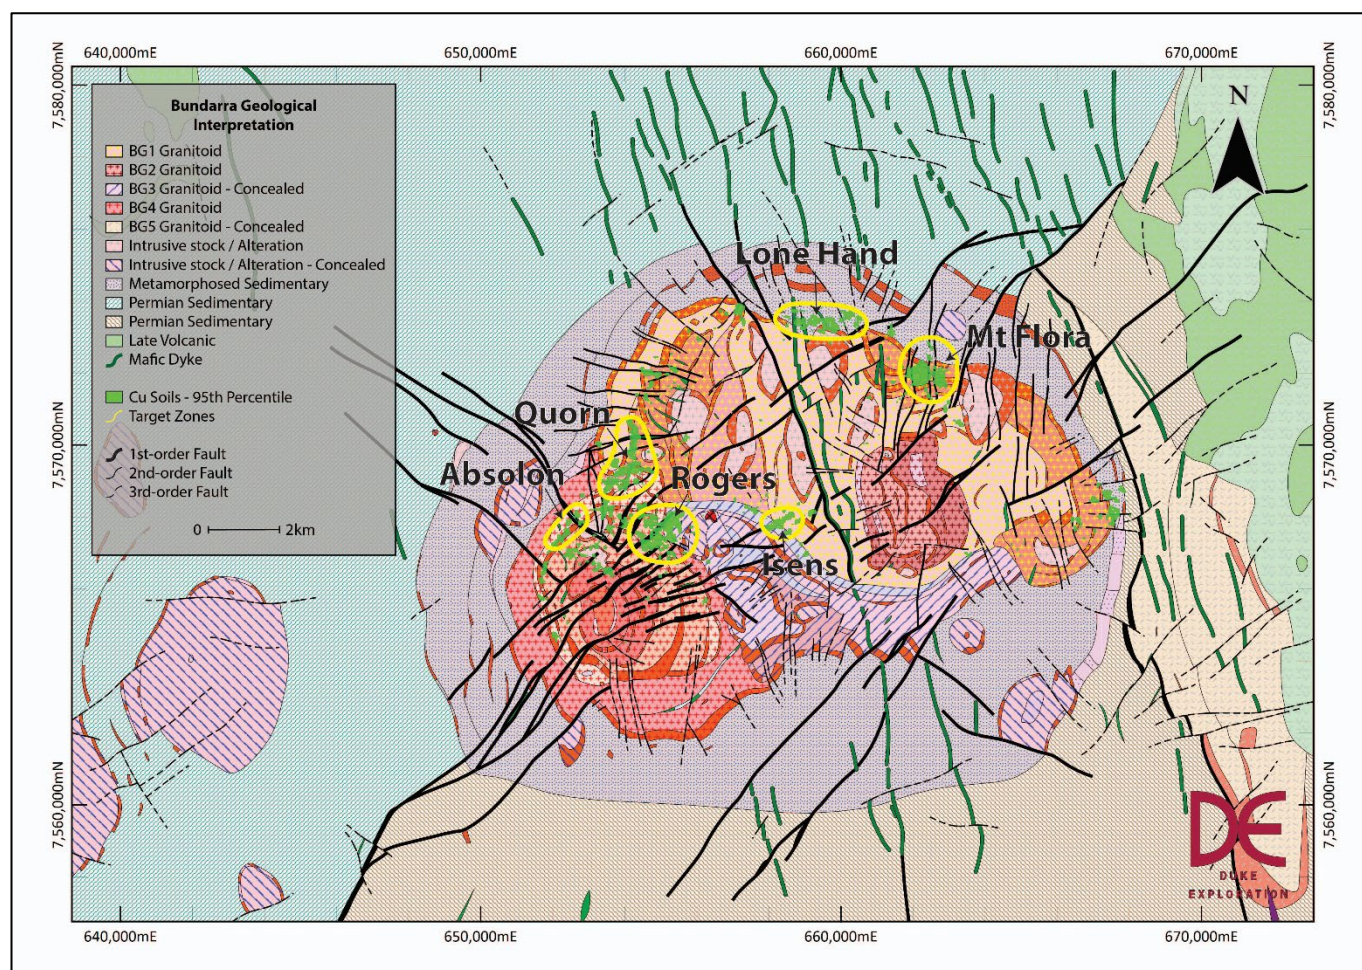 640,000mE
650,000mE
660,000mE
670,000mE
7,580,000mN
7,580,000mN
Bundarra Geological
Interpretation
BG1 Granitoid
BG2 Granitoid
BG3 Granitoid - Concealed
BG4 Granitoid
BG5 Granitoid - Concealed
Intrusive stock / Alteration
Intrusive stock / Alteration - Concealed
Metamorphosed Sedimentary
Permian Sedimentary
Permian Sedimentary
Late Volcanic
Mafic Dyke
Cu Soils - 95th Percentile
Target Zones
1st-order Fault
2nd-order Fault
3rd-order Fault
0 2km
N
Lone Hand
Mt Flora
Quorn
Absolon
Rogers
Isens
7,570,000mN
7,570,000mN
7,560,000mN
7,560,000mN
DE
DUKE
EXPLORATION
640,000mE
650,000mE
660,000mE
670,000mE